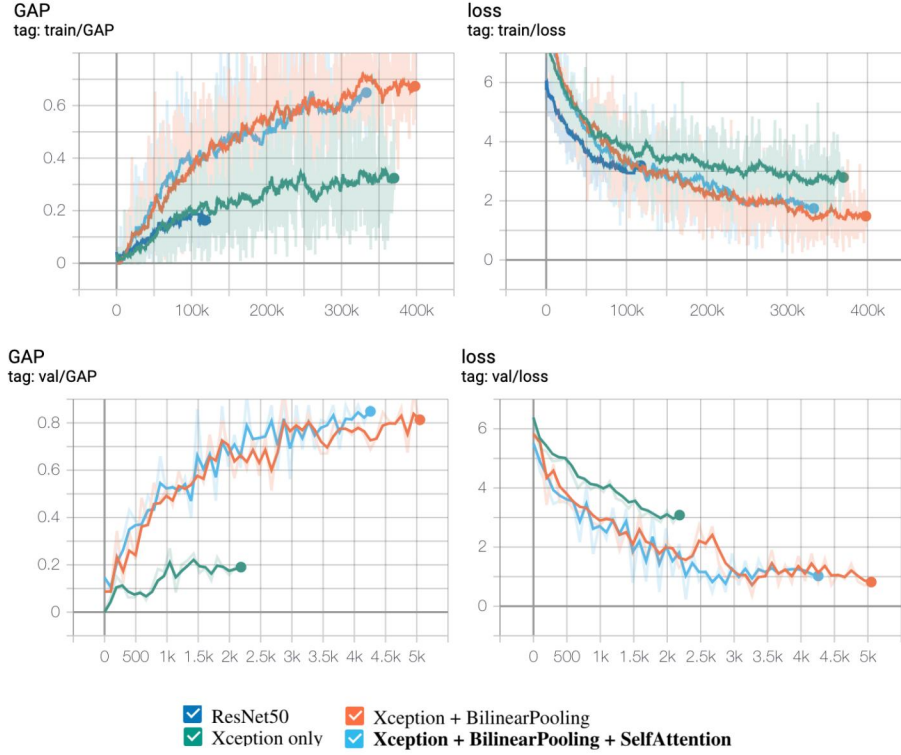 GAP
tag: train/GAP
0.6
0.4
0.2
0
0 100k 200k 300k 400k
loss
tag: train/loss
6
4
2
0
0 100k 200k 300k 400k
GAP
tag: val/GAP
0.8
0.6
0.4
0.2
0
0 500 1k 1.5k 2k 2.5k 3k 3.5k 4k 4.5k 5k
loss
tag: val/loss
6
4
2
0
0 500 1k 1.5k 2k 2.5k 3k 3.5k 4k 4.5k 5k
ResNet50
Xception only
Xception + BilinearPooling
Xception + BilinearPooling + SelfAttention